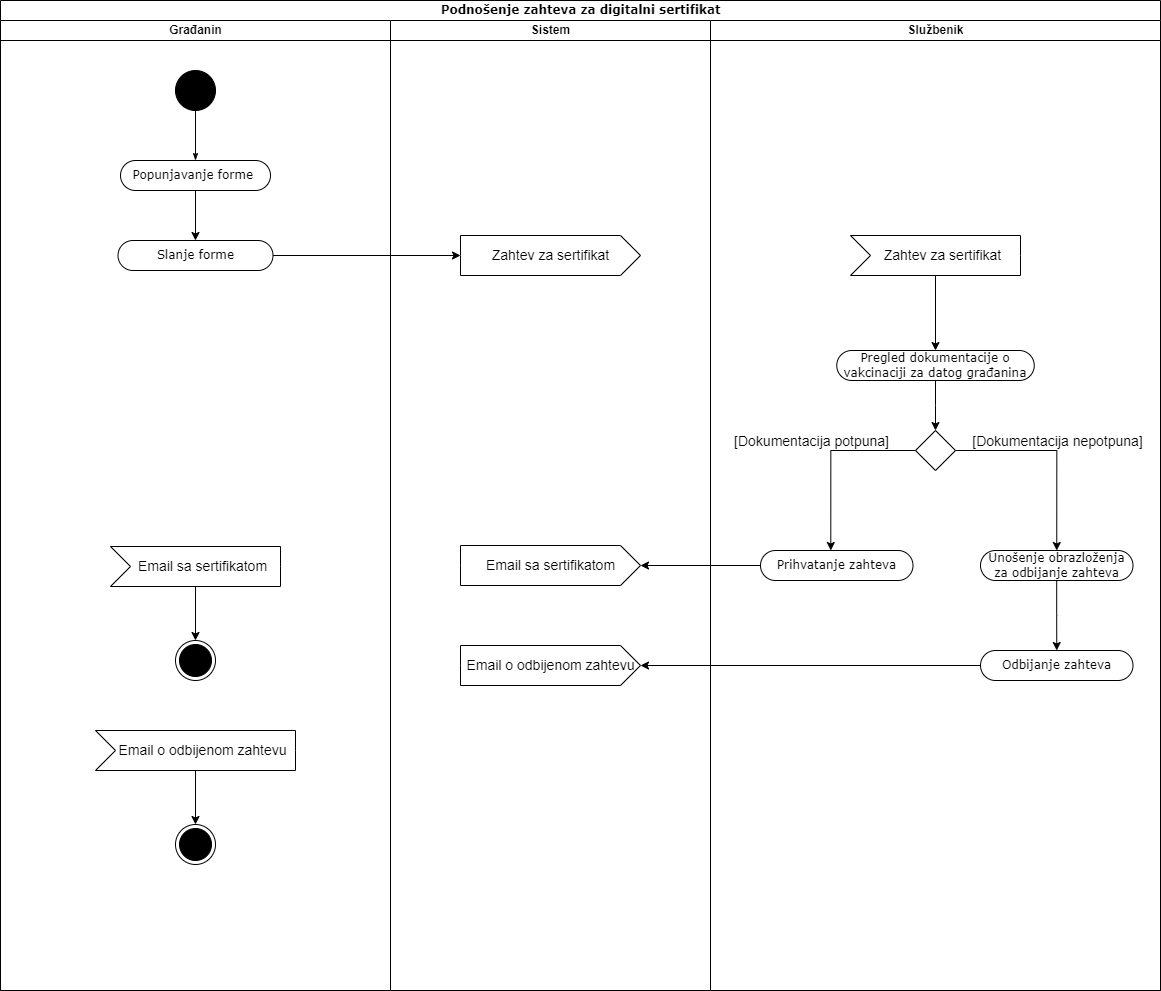 Podnošenje zahteva za digitalni sertifikat
Građanin
Sistem
Službenik
Popunjavanje forme
Slanje forme
Zahtev za sertifikat
Zahtev za sertifikat
Pregled dokumentacije o
vakcinaciji za datog građanina
[Dokumentacija potpuna]
[Dokumentacija nepotpuna]
Email sa sertifikatom
Email sa sertifikatom
Prihvatanje zahteva
Unošenje obrazloženja
za odbijanje zahteva
Email o odbijenom zahtevu
Odbijanje zahteva
Email o odbijenom zahtevu